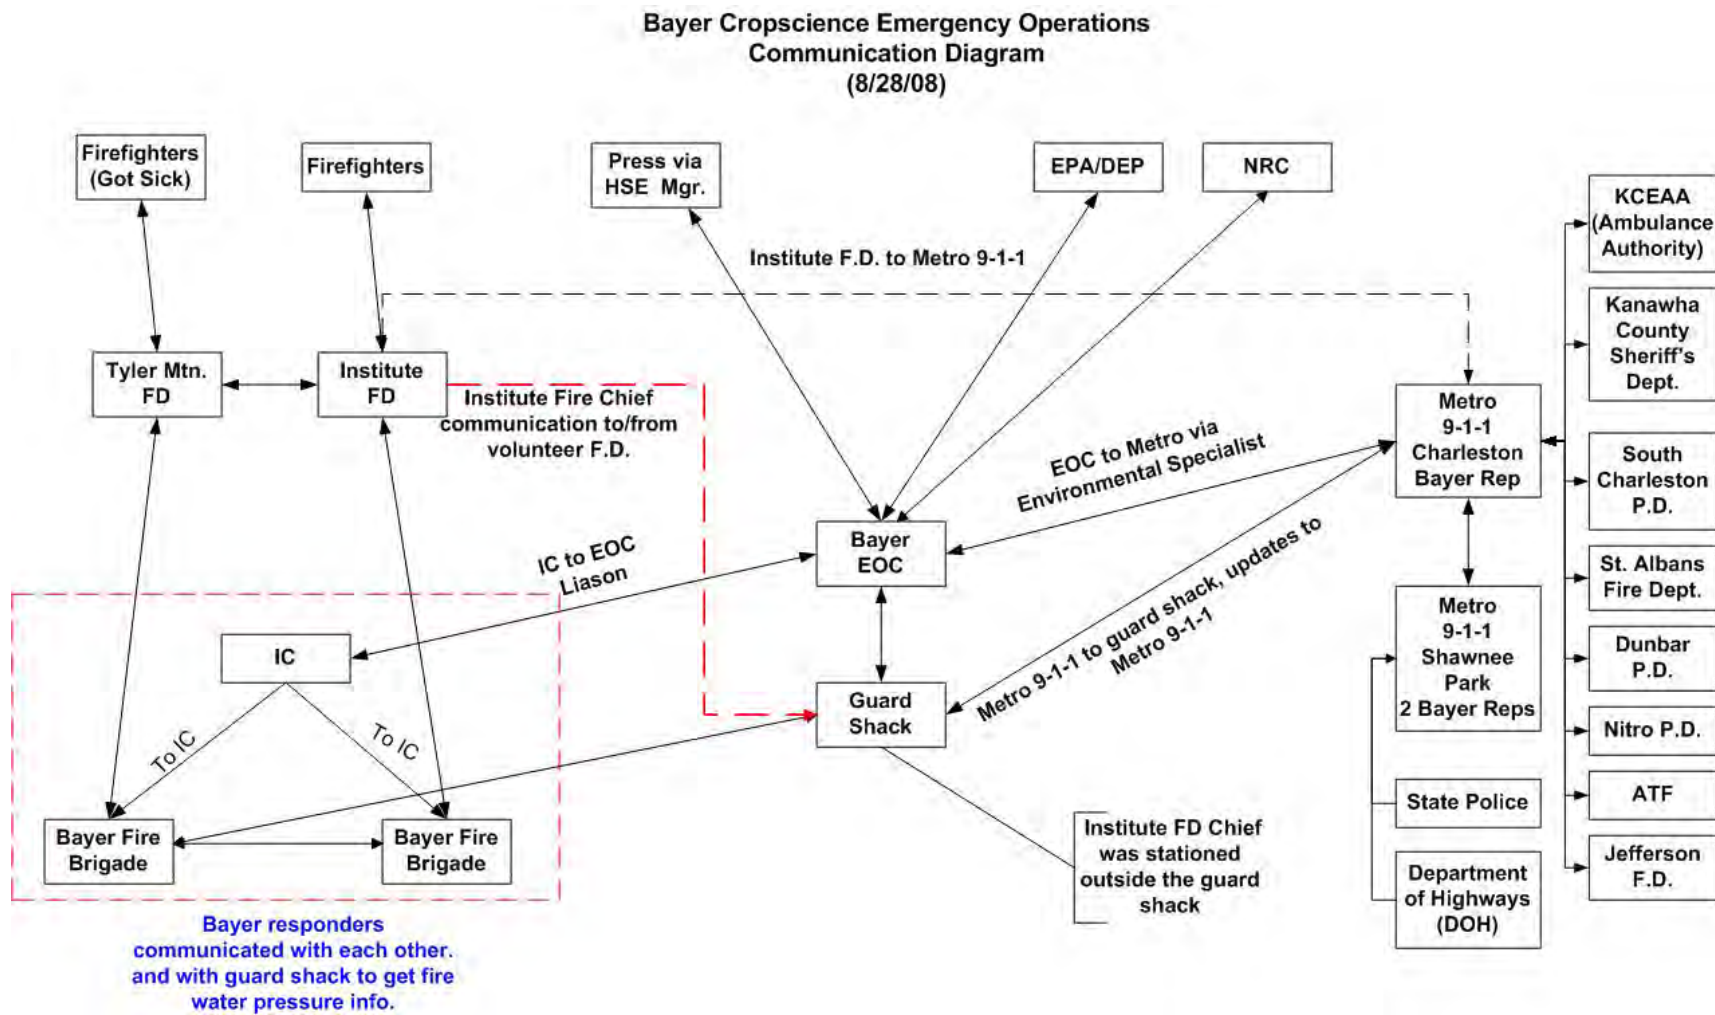 Bayer Cropscience Emergency Operations
Communication Diagram
(8/28/08)
Firefighters
(Got Sick)
Firefighters
Press via
HSE Mgr.
EPA/DEP
NRC
KCEAA
(Ambulance
Authority)
Institute F.D. to Metro 9-1-1
Kanawha
County
Sheriff's
Dept.
Tyler Mtn.
FD
Institute
FD
Institute Fire Chief
communication to/from
volunteer F.D.
Metro
9-1-1
Charleston
Bayer Rep
EOC to Metro via
Environmental Specialist
South
Charleston
P.D.
Bayer
EOC
IC to EOC
Liason
Metro 9-1-1 to guard shack, updates to
Metro 9-1-1
St. Albans
Fire Dept.
Metro
9-1-1
Shawnee
Park
2 Bayer Reps
Dunbar
P.D.
IC
Guard
Shack
To IC
To IC
Nitro P.D.
State Police
ATF
Bayer Fire
Brigade
Bayer Fire
Brigade
Institute FD Chief
was stationed
outside the guard
shack
Department
of Highways
(DOH)
Jefferson
F.D.
Bayer responders
communicated with each other.
and with guard shack to get fire
water pressure info.